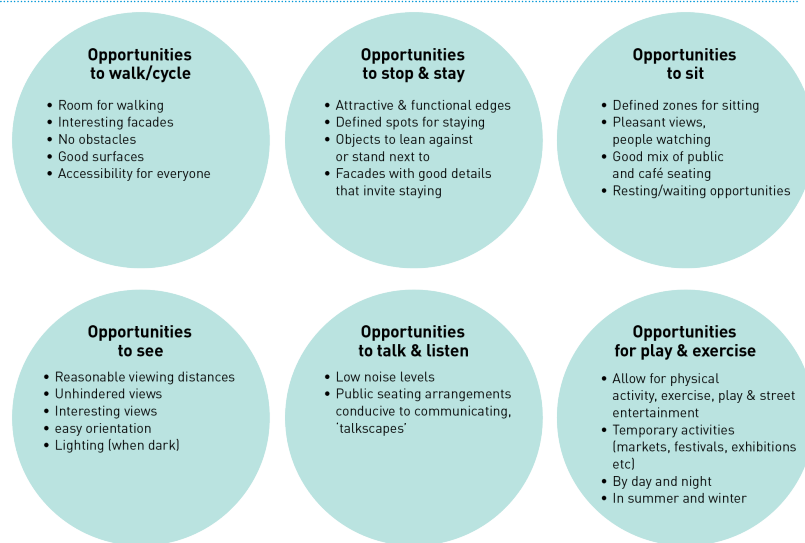 Opportunities
to walk/cycle
• Room for walking
• Interesting facades
• No obstacles
• Good surfaces
• Accessibility for everyone
Opportunities
to stop & stay
• Attractive & functional edges
• Defined spots for staying
• Objects to lean against
or stand next to
• Facades with good details
that invite staying
Opportunities
to sit
• Defined zones for sitting
• Pleasant views,
people watching
• Good mix of public
and café seating
• Resting/waiting opportunities
Opportunities
to see
• Reasonable viewing distances
• Unhindered views
• Interesting views
• easy orientation
• Lighting (when dark)
Opportunities
to talk & listen
• Low noise levels
• Public seating arrangements
conducive to communicating,
‘talkscapes’
Opportunities
for play & exercise
• Allow for physical
activity, exercise, play & street
entertainment
• Temporary activities
(markets, festivals, exhibitions
etc)
• By day and night
• In summer and winter